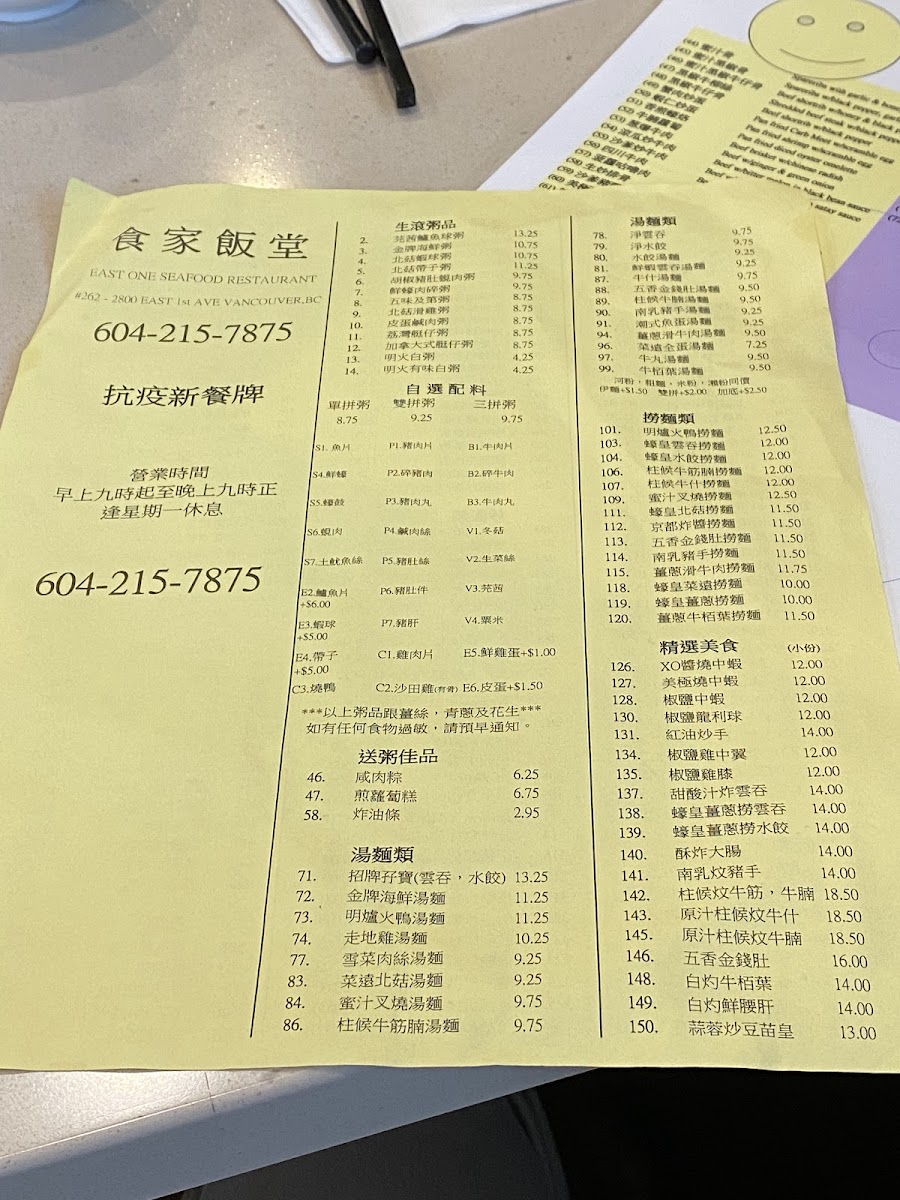 食家飯堂
EAST ONE SEAFOOD RESTAURANT
#262 - 2800 EAST 1st AVE VANCOUVER,BC
604-215-7875
抗疫新餐牌
營業時間
早上九時起至晚上九時正
逢星期一休息
604-215-7875
生滾粥品
2. 芫茜鱸魚球粥 13.25
3. 金牌海鮮粥 10.75
4. 北菇蝦球粥 10.75
5. 北菇帶子粥 11.25
6. 胡椒豬肚蜆肉粥 9.75
7. 鮮蠔肉碎粥 9.75
8. 五味及第粥 8.75
9. 北菇滑雞粥 8.75
10. 皮蛋鹹肉粥 8.75
11. 荔灣艇仔粥 8.75
12. 加拿大式艇仔粥 8.75
13. 明火白粥 4.25
14. 明火有味白粥 4.25
自選配料
單拼粥 雙拼粥 三拼粥
8.75 9.25 9.75
S1. 魚片 P1.豬肉片 B1.牛肉片
S4.鮮蠔 P2.碎豬肉 B2.碎牛肉
S5.蠔鼓 P3.豬肉丸 B3.牛肉丸
S6.蜆肉 P4.鹹肉絲 V1.冬菇
S7.土魷魚絲 P5.豬肚絲 V2.生菜絲
E2.鱸魚片 P6.豬肚件 V3.芫茜
+$6.00
E3.蝦球 P7.豬肝 V4.粟米
+$5.00
E4.帶子 C1.雞肉片 E5.鮮雞蛋+$1.00
+$5.00
C3.燒鴨 C2.沙田雞(有骨) E6.皮蛋+$1.50
***以上粥品跟薑絲，青蔥及花生***
如有任何食物過敏，請預早通知。
送粥佳品
46. 咸肉粽 6.25
47. 煎蘿蔔糕 6.75
58. 炸油條 2.95
湯麵類
71. 招牌孖寶(雲吞，水餃) 13.25
72. 金牌海鮮湯麵 11.25
73. 明爐火鴨湯麵 11.25
74. 走地雞湯麵 10.25
77. 雪菜肉絲湯麵 9.25
83. 菜遠北菇湯麵 9.25
84. 蜜汁叉燒湯麵 9.75
86. 柱候牛筋腩湯麵 9.75
湯麵類
78. 淨雲吞 9.75
79. 淨水餃 9.75
80. 水餃湯麵 9.25
81. 鮮蝦雲吞湯麵 9.25
87. 牛什湯麵 9.75
88. 五香金錢肚湯麵 9.50
89. 柱候牛腩湯麵 9.50
90. 南乳豬手湯麵 9.25
91. 潮式魚蛋湯麵 9.25
94. 薑蔥滑牛肉湯麵 9.50
96. 菜遠全蛋湯麵 7.25
97. 牛丸湯麵 9.50
99. 牛栢葉湯麵 9.50
河粉，粗麵，米粉，瀨粉同價
伊麵+$1.50 雙拼+$2.00 加底+$2.50
撈麵類
101. 明爐火鴨撈麵 12.50
103. 蠔皇雲吞撈麵 12.00
104. 蠔皇水餃撈麵 12.00
106. 柱候牛筋腩撈麵 12.00
107. 柱候牛什撈麵 12.00
109. 蜜汁叉燒撈麵 12.50
111. 蠔皇北菇撈麵 11.50
112. 京都炸醬撈麵 11.50
113. 五香金錢肚撈麵 11.50
114. 南乳豬手撈麵 11.50
115. 薑蔥滑牛肉撈麵 11.75
118. 蠔皇菜遠撈麵 10.00
119. 蠔皇薑蔥撈麵 10.00
120. 薑蔥牛栢葉撈麵 11.50
精選美食 (小份)
126. XO醬燒中蝦 12.00
127. 美極燒中蝦 12.00
128. 椒鹽中蝦 12.00
130. 椒鹽龍利球 12.00
131. 紅油炒手 14.00
134. 椒鹽雞中翼 12.00
135. 椒鹽雞膝 12.00
137. 甜酸汁炸雲吞 14.00
138. 蠔皇薑蔥撈雲吞 14.00
139. 蠔皇薑蔥撈水餃 14.00
140. 酥炸大腸 14.00
141. 南乳炆豬手 14.00
142. 柱候炆牛筋，牛腩 18.50
143. 原汁柱候炆牛什 18.50
145. 原汁柱候炆牛腩 18.50
146. 五香金錢肚 16.00
148. 白灼牛栢葉 14.00
149. 白灼鮮腰肝 14.00
150. 蒜蓉炒豆苗皇 13.00